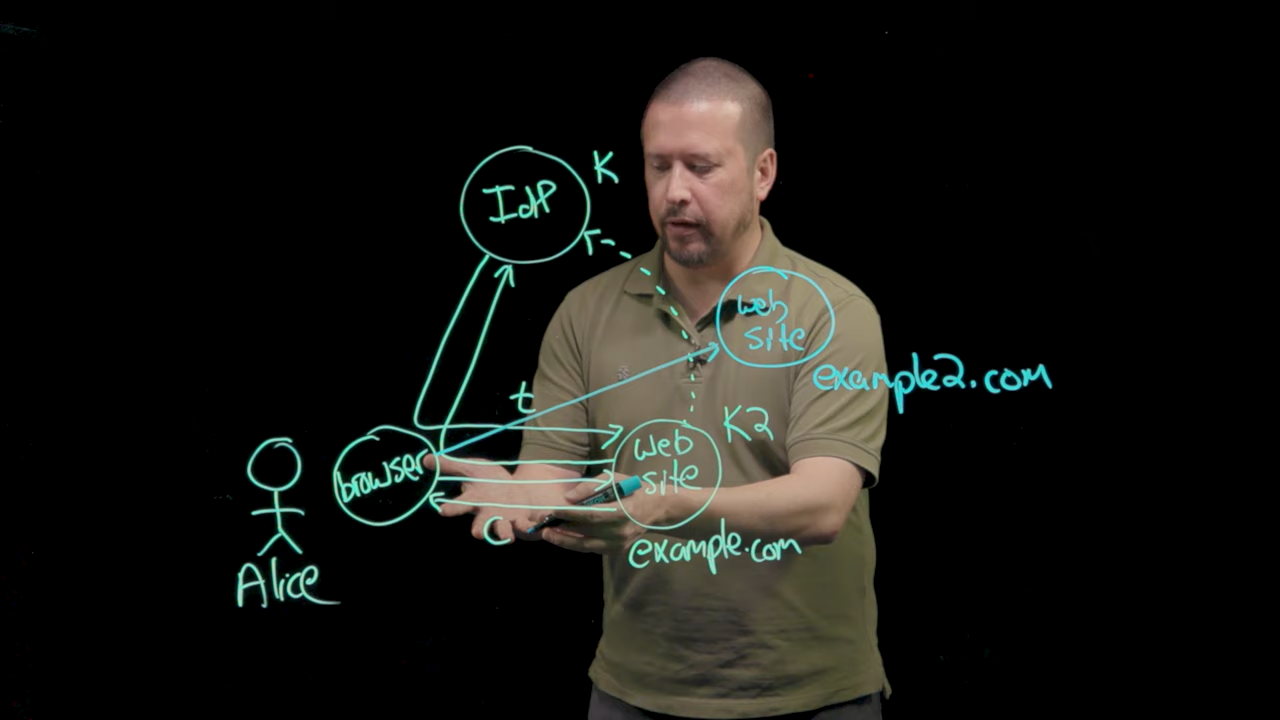 IdP
K
web
site
example2.com
t
K2
web
site
browser
c
example.com
Alice